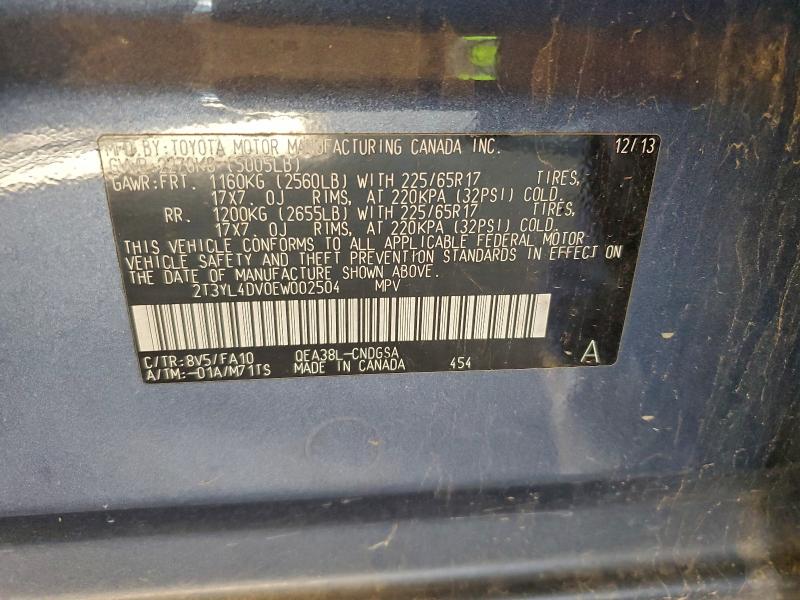 MFD.BY:TOYOTA MOTOR MANUFACTURING CANADA INC. 12/13
GVWR 2270KG (5005LB)
GAWR:FRT. 1160KG (2560LB) WITH 225/65R17 TIRES,
17X7. 0J RIMS, AT 220KPA (32PSI) COLD.
RR. 1200KG (2655LB) WITH 225/65R17 TIRES,
17X7. 0J RIMS, AT 220KPA (32PSI) COLD.
THIS VEHICLE CONFORMS TO ALL APPLICABLE FEDERAL MOTOR
VEHICLE SAFETY AND THEFT PREVENTION STANDARDS IN EFFECT ON
THE DATE OF MANUFACTURE SHOWN ABOVE.
2T3YL4DV0EW002504 MPV
C/TR:8V5/FA10 QEA38L-CNDGSA A
A/TM:-01A/M71TS MADE IN CANADA 454